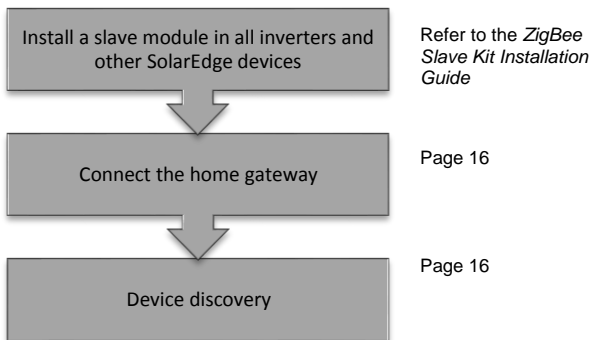 Install a slave module in all inverters and
other SolarEdge devices
Refer to the ZigBee
Slave Kit Installation
Guide
Connect the home gateway
Page 16
Device discovery
Page 16